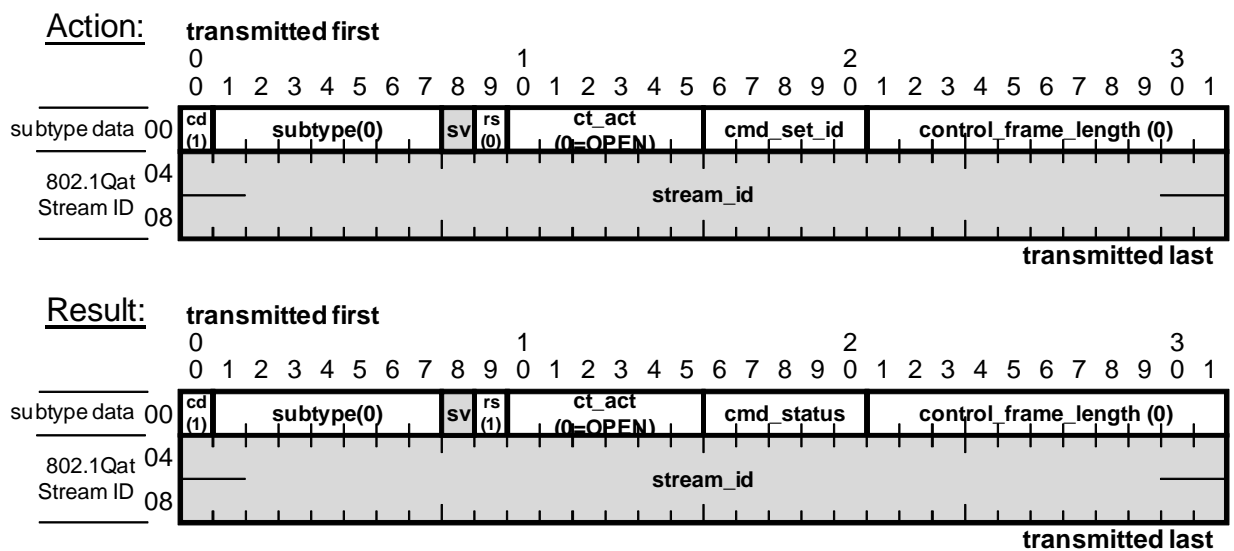 Action:
transmitted first
0 1 2 3
0 1 2 3 4 5 6 7 8 9 0 1 2 3 4 5 6 7 8 9 0 1 2 3 4 5 6 7 8 9 0 1
subtype data 00 cd (1) subtype(0) sv rs (0) ct_act (0=OPEN) cmd_set_id control_frame_length (0)
802.1Qat Stream ID 04 08 stream_id
transmitted last
Result:
transmitted first
0 1 2 3
0 1 2 3 4 5 6 7 8 9 0 1 2 3 4 5 6 7 8 9 0 1 2 3 4 5 6 7 8 9 0 1
subtype data 00 cd (1) subtype(0) sv rs (1) ct_act (0=OPEN) cmd_status control_frame_length (0)
802.1Qat Stream ID 04 08 stream_id
transmitted last